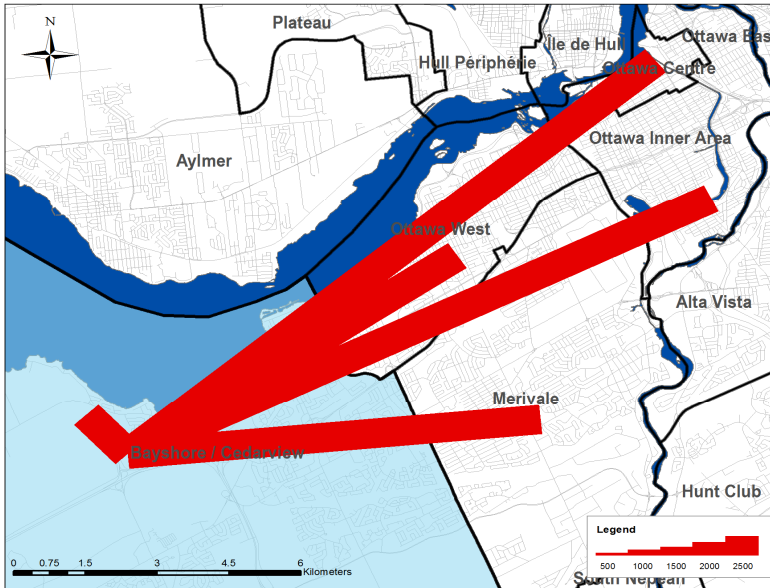 N
Plateau
Île de Hull
Ottawa Eas
Hull Périphérie
Ottawa Centre
Ottawa Inner Area
Aylmer
Ottawa West
Alta Vista
Merivale
Bayshore / Cadarview
Hunt Club
Legend
500 1000 1500 2000 2500
0 0.75 1.5 3 4.5 6
Kilometers
South Nepean